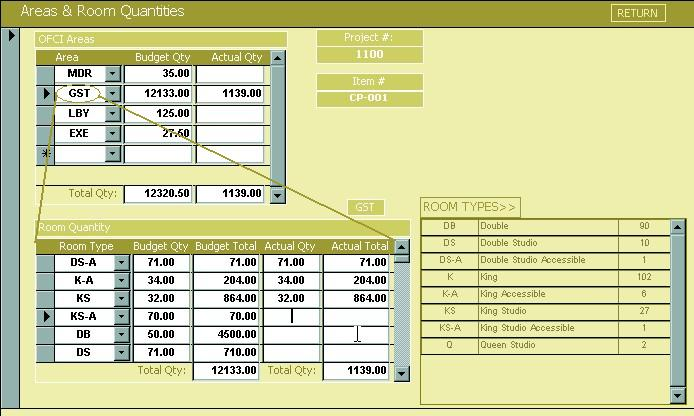 Areas & Room Quantities
RETURN
OFCI Areas
Area Budget Qty Actual Qty
MDR 35.00
GST 12133.00 1139.00
LBY 125.00
EXE 27.50
Total Qty: 12320.50 1139.00
Project #:
1100
Item #
CP-001
GST
Room Quantity
Room Type Budget Qty Budget Total Actual Qty Actual Total
DS-A 71.00 71.00 71.00 71.00
K-A 34.00 204.00 34.00 204.00
KS 32.00 864.00 32.00 864.00
KS-A 70.00 70.00
DB 50.00 4500.00
DS 71.00 710.00
Total Qty: 12133.00 Total Qty: 1139.00
ROOM TYPES>>
DB Double 90
DS Double Studio 10
DS-A Double Studio Accessible 1
K King 102
K-A King Accessible 6
KS King Studio 27
KS-A King Studio Accessible 1
Q Queen Studio 2